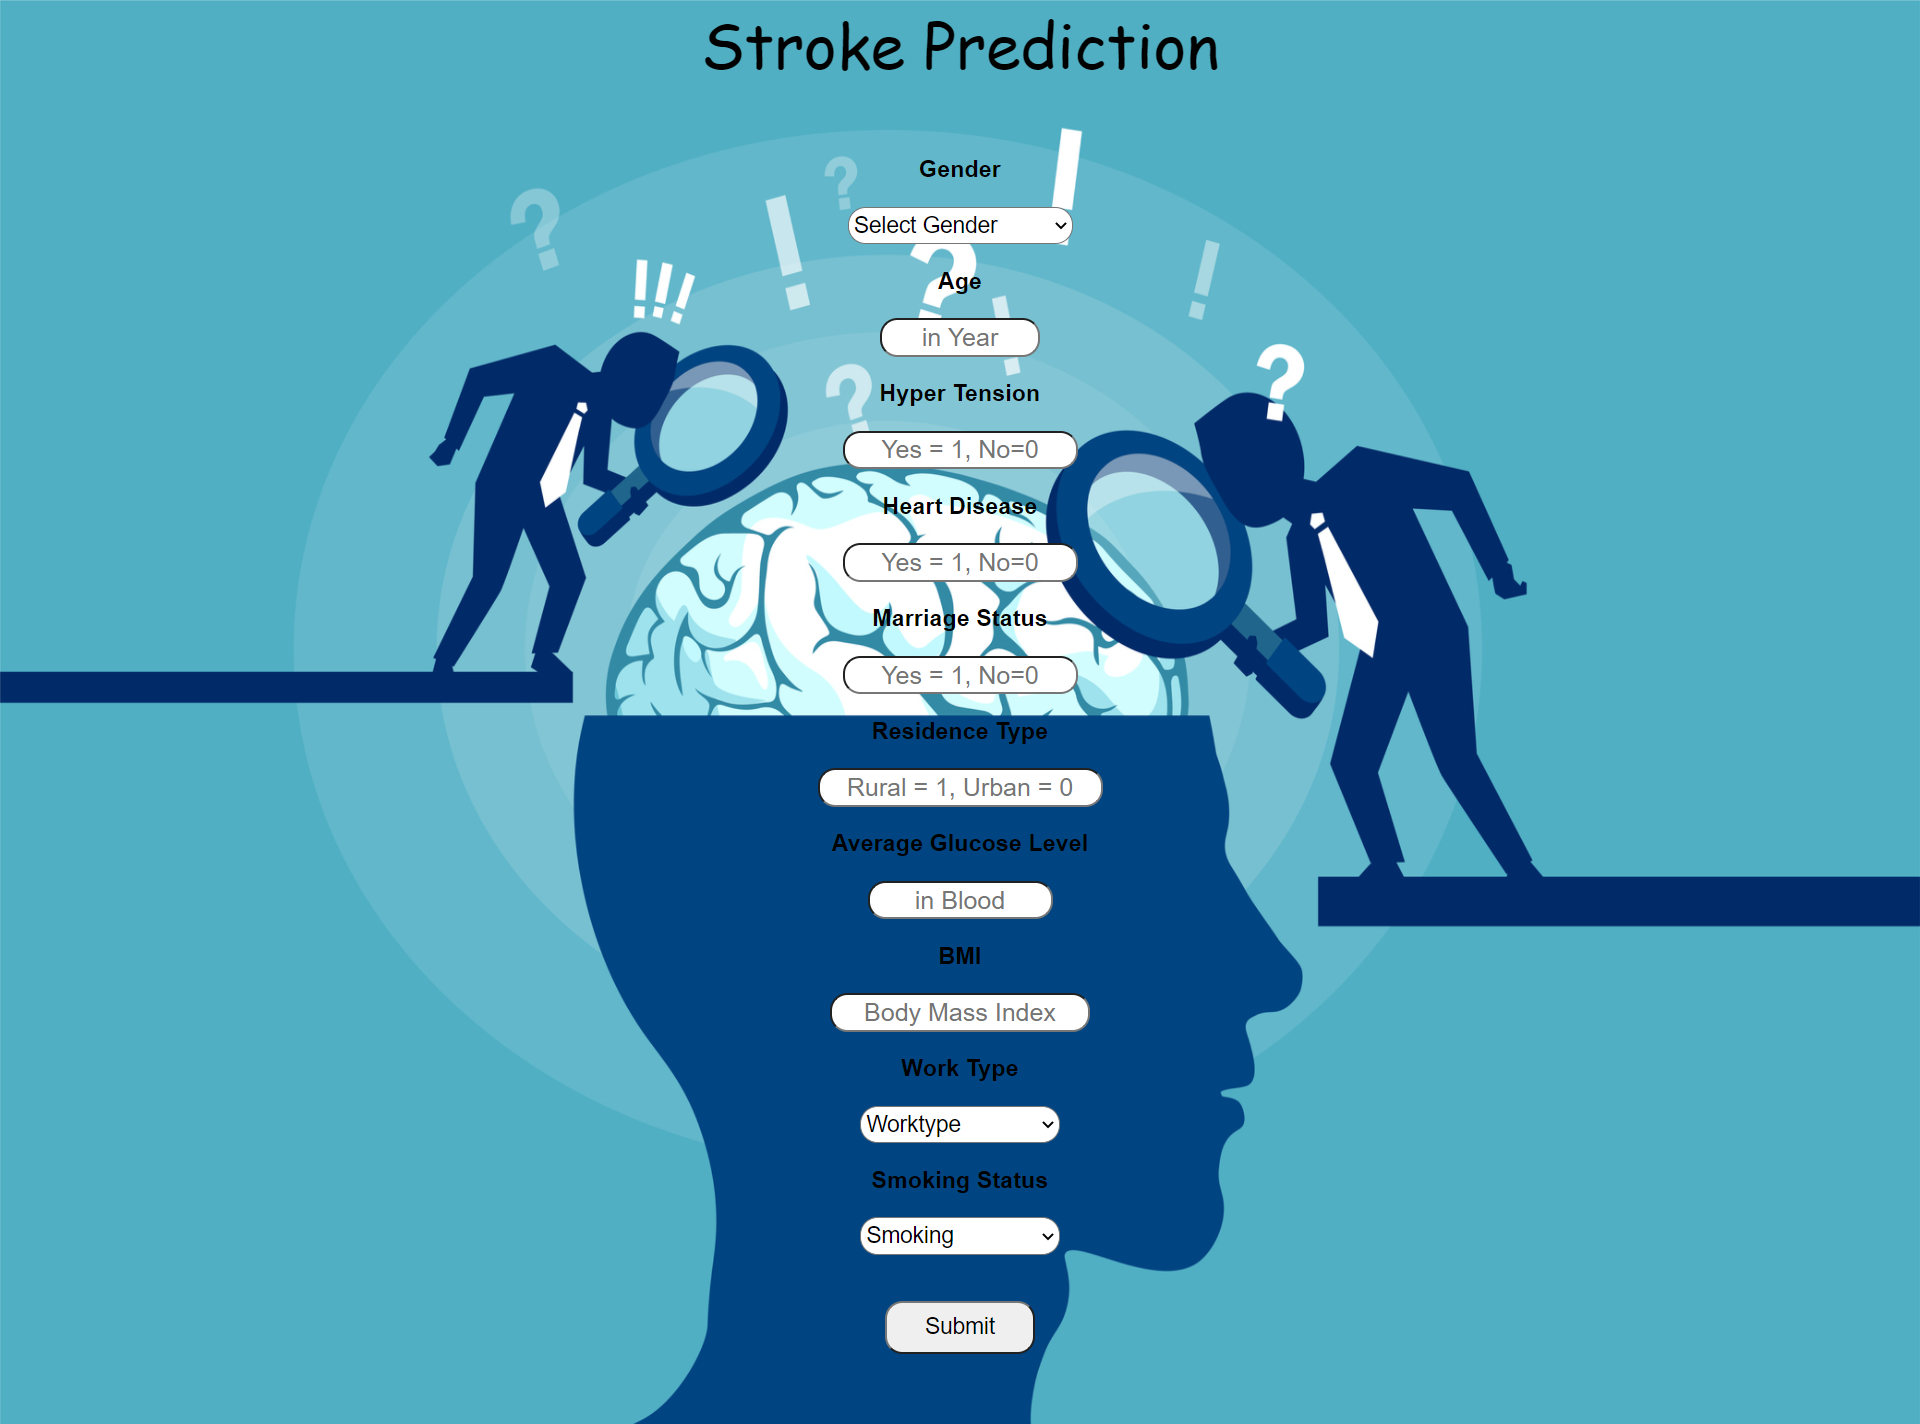 Stroke Prediction
Gender
Select Gender
Age
in Year
Hyper Tension
Yes = 1, No=0
Heart Disease
Yes = 1, No=0
Marriage Status
Yes = 1, No=0
Residence Type
Rural = 1, Urban = 0
Average Glucose Level
in Blood
BMI
Body Mass Index
Work Type
Worktype
Smoking Status
Smoking
Submit